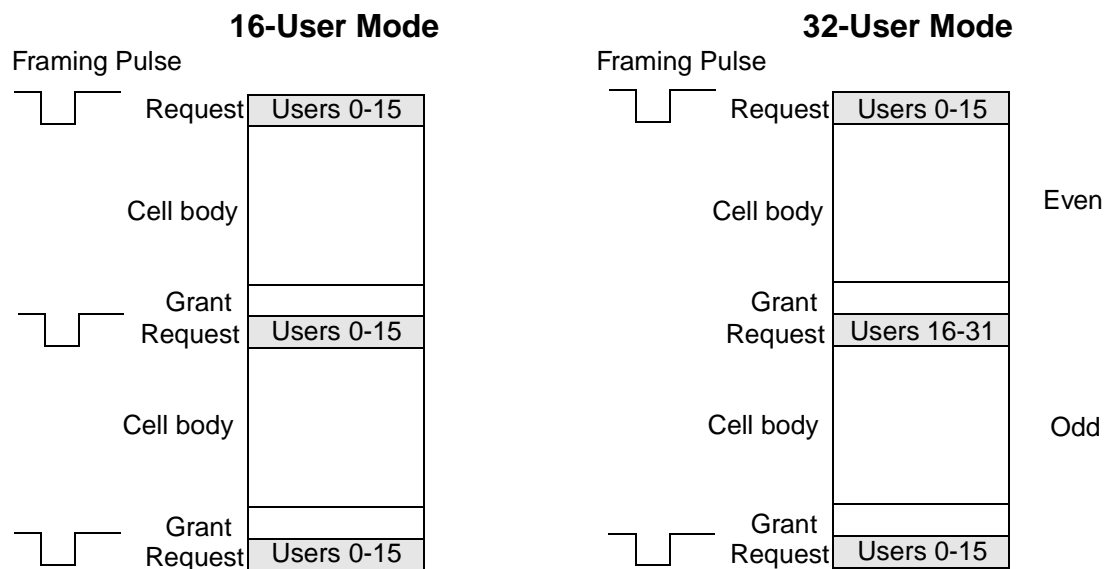 16-User Mode
Framing Pulse
Request Users 0-15
Cell body
Grant
Request Users 0-15
Cell body
Grant
Request Users 0-15
32-User Mode
Framing Pulse
Request Users 0-15
Cell body
Even
Grant
Request Users 16-31
Cell body
Odd
Grant
Request Users 0-15